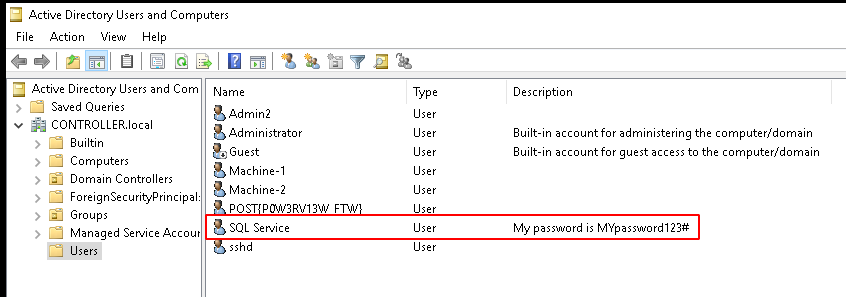 Active Directory Users and Computers
File Action View Help
Active Directory Users and Com
Saved Queries
CONTROLLER.local
Builtin
Computers
Domain Controllers
ForeignSecurityPrincipal:
Groups
Managed Service Accour
Users
Name Type Description
Admin2 User
Administrator User Built-in account for administering the computer/domain
Guest User Built-in account for guest access to the computer/domain
Machine-1 User
Machine-2 User
POST{P0W3RV13W_FTW} User
SQL Service User My password is MYpassword123#
sshd User